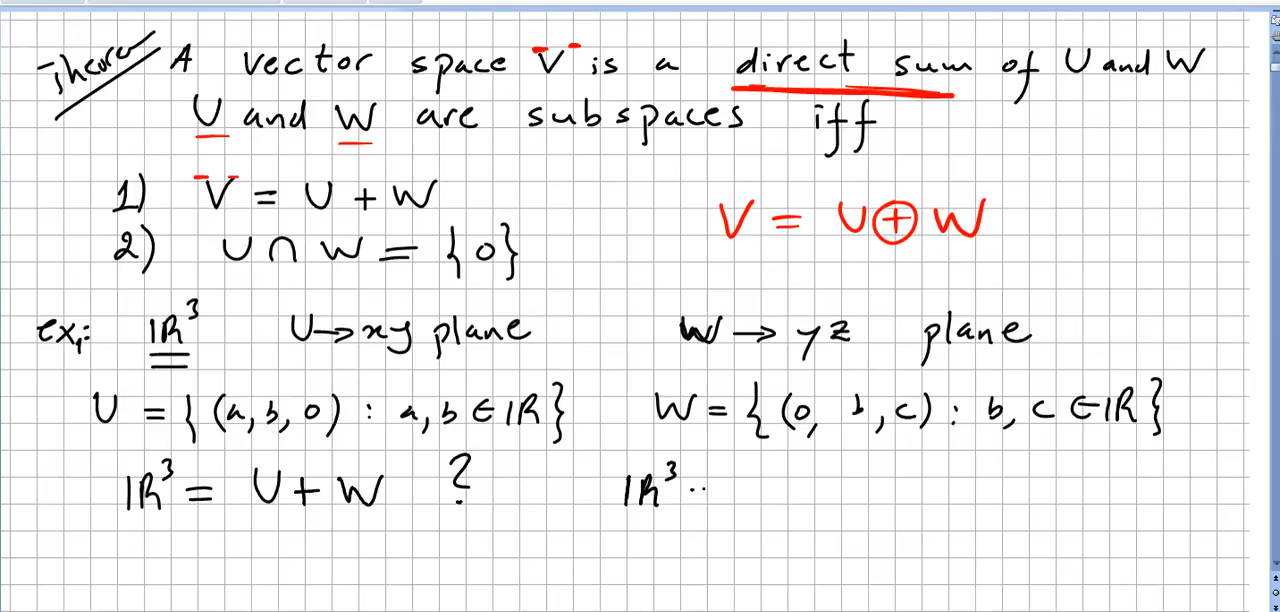 Theorem A vector space V is a direct sum of U and W
U and W are subspaces iff
1) V = U + W
2) U ∩ W = {0}
V = U ⊕ W
ex1: ℝ³ U → xy plane W → yz plane
U = { (a, b, 0) : a, b ∈ ℝ } W = { (0, b, c) : b, c ∈ ℝ }
ℝ³ = U + W ? ℝ³ ..